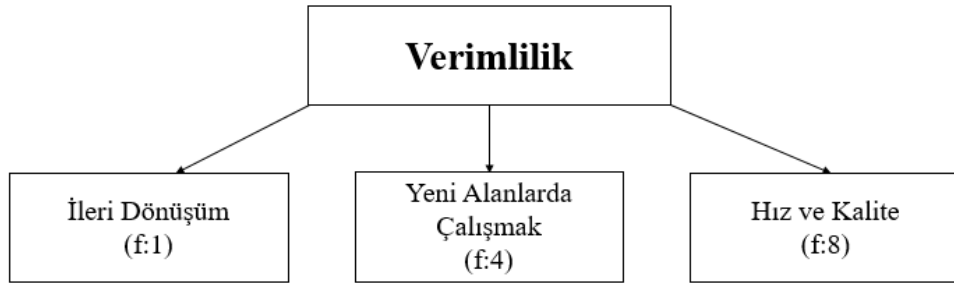 Verimlilik
İleri Dönüşüm
(f:1)
Yeni Alanlarda
Çalışmak
(f:4)
Hız ve Kalite
(f:8)